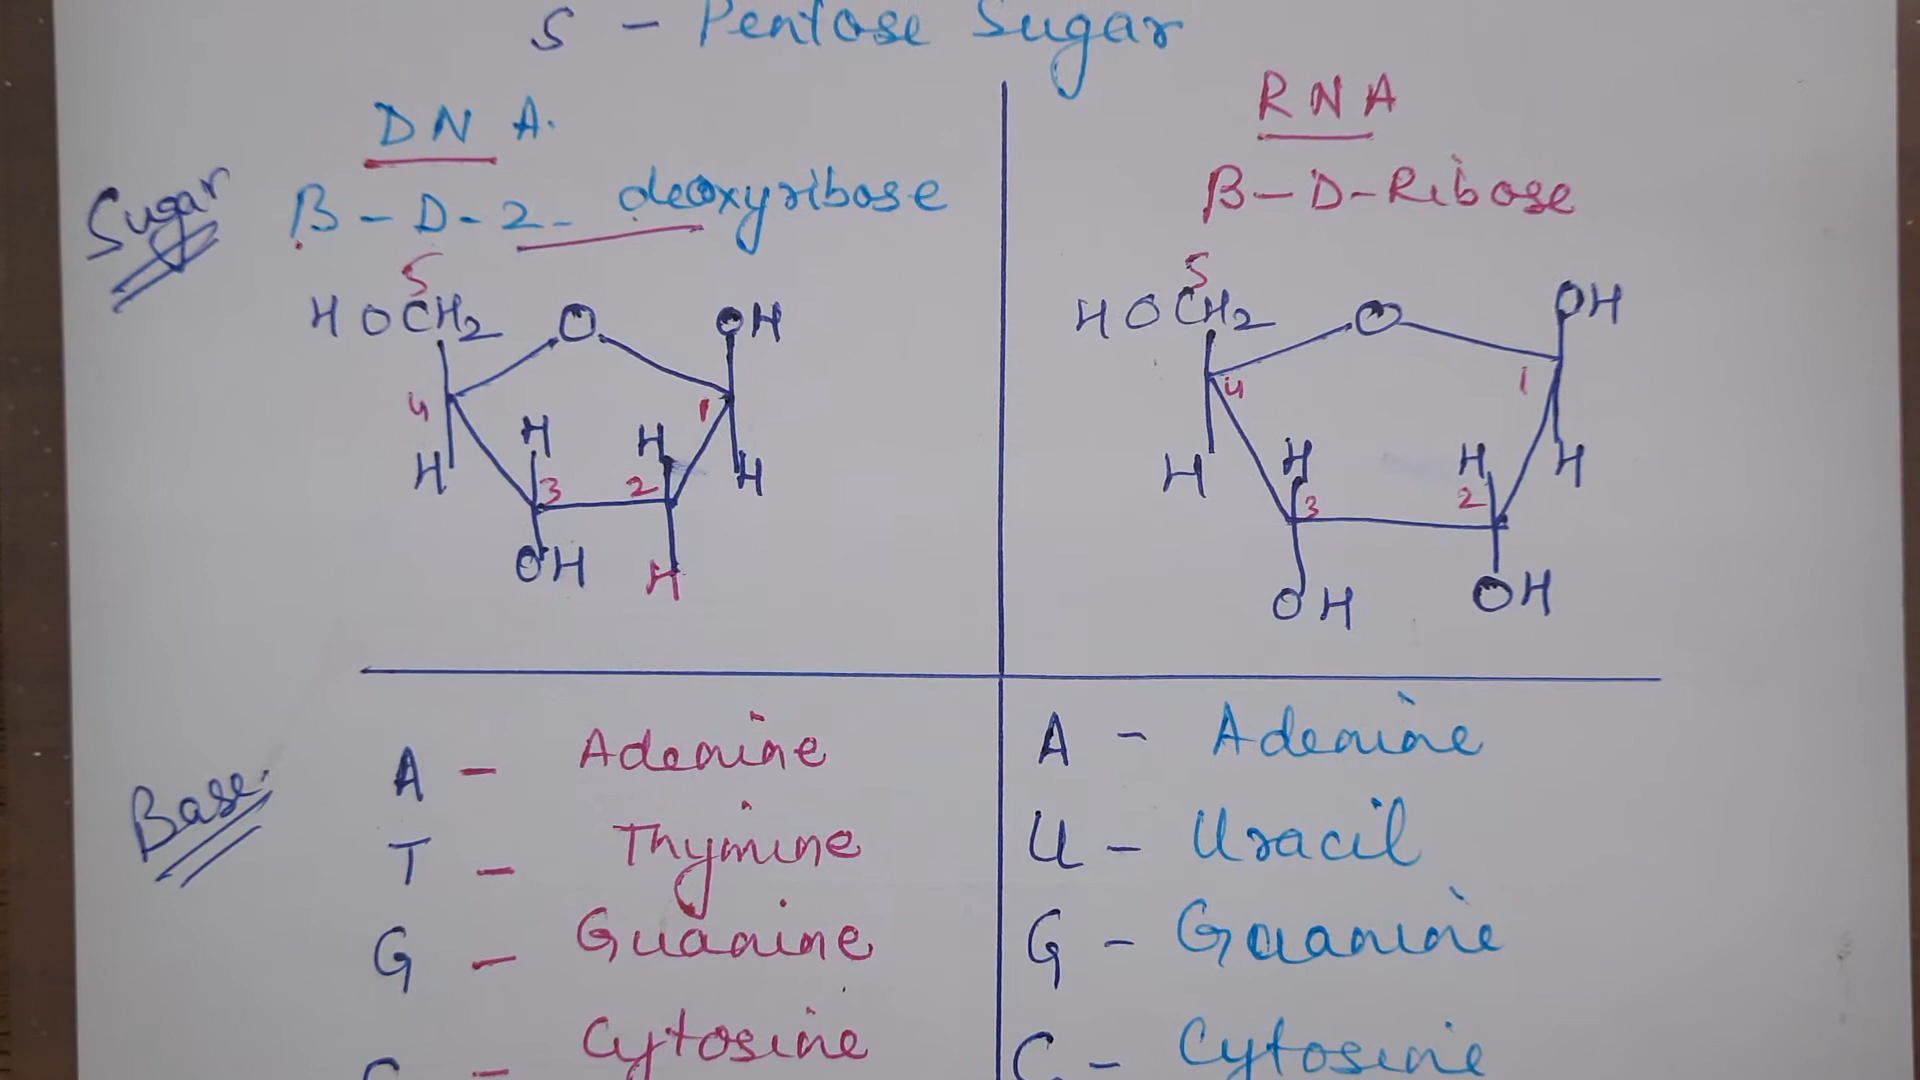 S - Pentose Sugar
DNA.
RNA
Sugar
β-D-2-deoxyribose
β-D-Ribose
5
HOCH2 O OH
4 1
H H H H
3 2
OH H
5
HOCH2 O OH
4 1
H H H H
3 2
OH OH
Base.
A - Adenine
T - Thymine
G - Guanine
C - Cytosine
A - Adenine
U - Uracil
G - Guanine
C - Cytosine